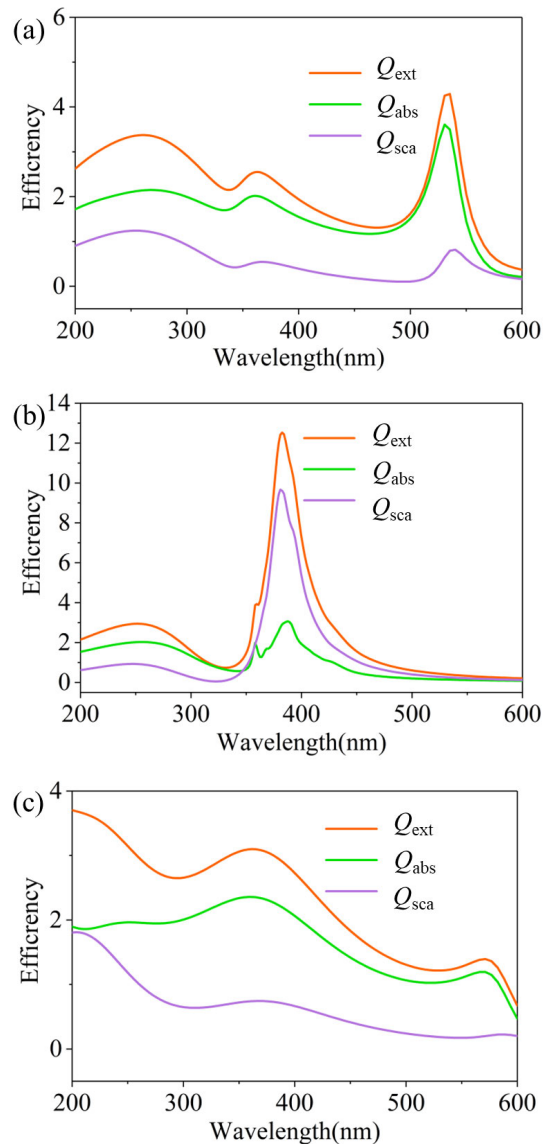 (a)
6
4
2
0
Efficrency
Qext
Qabs
Qsca
200 300 400 500 600
Wavelength(nm)
(b)
14
12
10
8
6
4
2
0
Efficrency
Qext
Qabs
Qsca
200 300 400 500 600
Wavelength(nm)
(c)
4
2
0
Efficrency
Qext
Qabs
Qsca
200 300 400 500 600
Wavelength(nm)